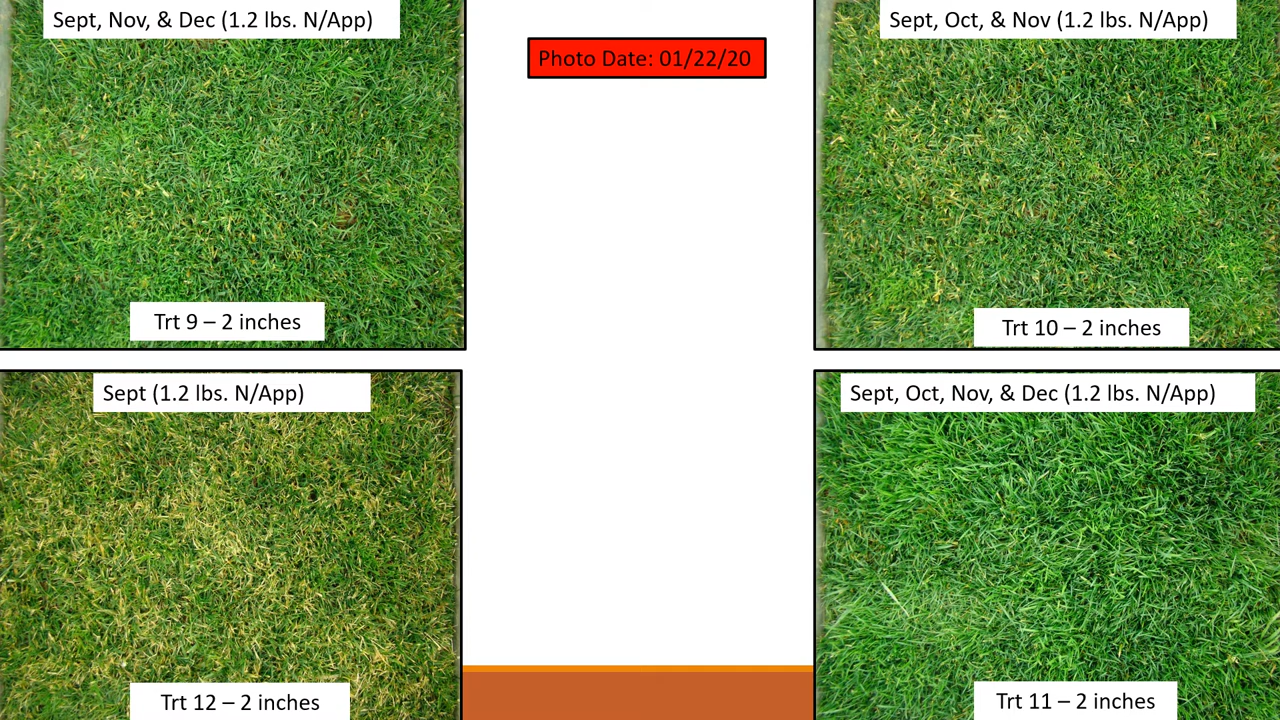 Sept, Nov, & Dec (1.2 lbs. N/App)
Photo Date: 01/22/20
Sept, Oct, & Nov (1.2 lbs. N/App)
Trt 9 – 2 inches
Trt 10 – 2 inches
Sept (1.2 lbs. N/App)
Sept, Oct, Nov, & Dec (1.2 lbs. N/App)
Trt 12 – 2 inches
Trt 11 – 2 inches